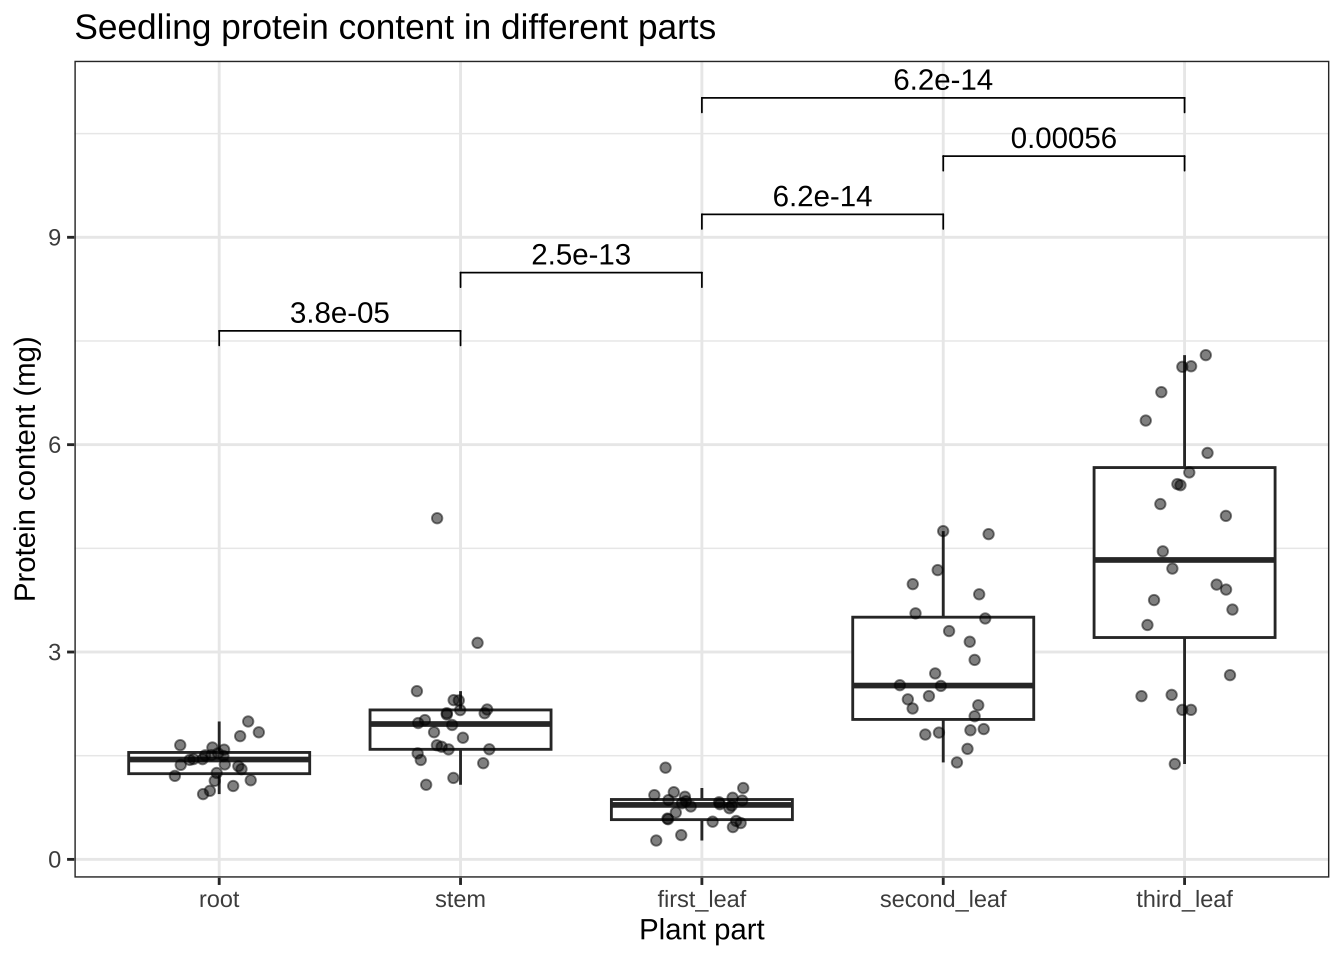 Seedling protein content in different parts
6.2e-14
0.00056
6.2e-14
2.5e-13
3.8e-05
9
6
3
0
Protein content (mg)
root stem first_leaf second_leaf third_leaf
Plant part